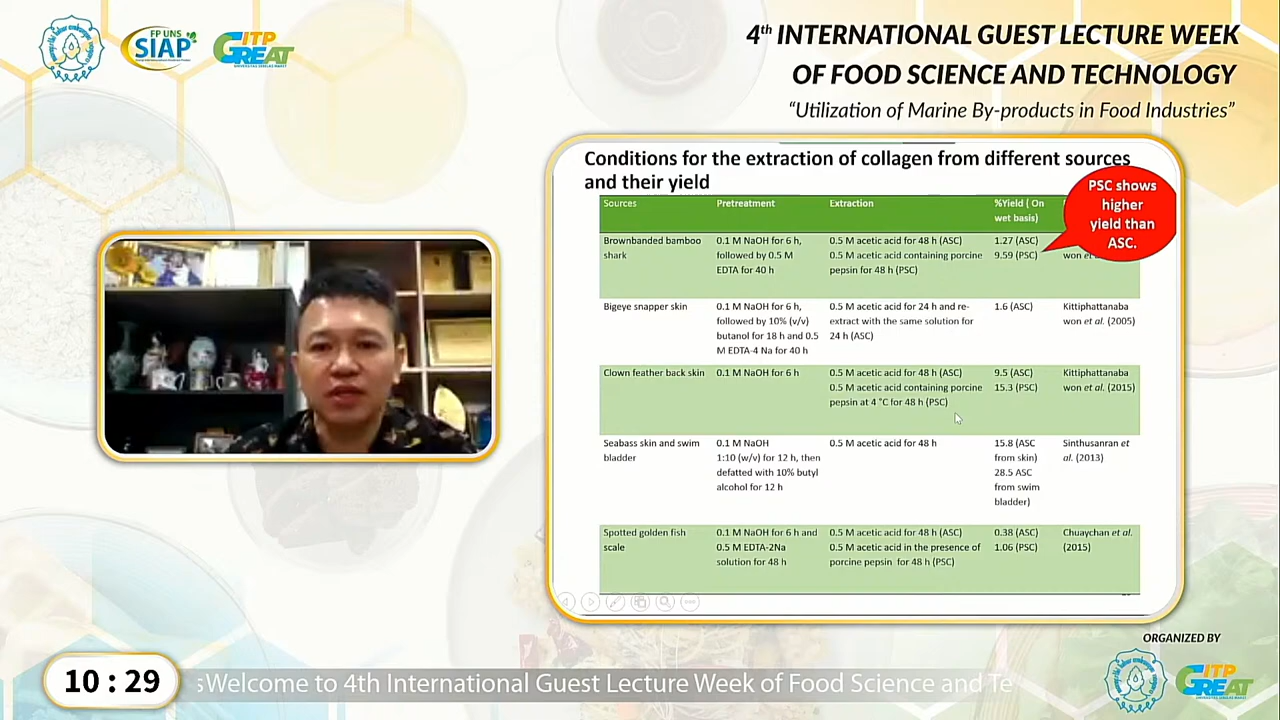 FP UNS
SIAP
ITP
GREAT
4th INTERNATIONAL GUEST LECTURE WEEK
OF FOOD SCIENCE AND TECHNOLOGY
“Utilization of Marine By-products in Food Industries”
Conditions for the extraction of collagen from different sources
and their yield
PSC shows
higher
yield than
ASC.
Sources
Pretreatment
Extraction
%Yield ( On
wet basis)
Brownbanded bamboo
shark
0.1 M NaOH for 6 h,
followed by 0.5 M
EDTA for 40 h
0.5 M acetic acid for 48 h (ASC)
0.5 M acetic acid containing porcine
pepsin for 48 h (PSC)
1.27 (ASC)
9.59 (PSC)
won
Bigeye snapper skin
0.1 M NaOH for 6 h,
followed by 10% (v/v)
butanol for 18 h and 0.5
M EDTA-4 Na for 40 h
0.5 M acetic acid for 24 h and re-
extract with the same solution for
24 h (ASC)
1.6 (ASC)
Kittiphattanaba
won et al. (2005)
Clown feather back skin
0.1 M NaOH for 6 h
0.5 M acetic acid for 48 h (ASC)
0.5 M acetic acid containing porcine
pepsin at 4 °C for 48 h (PSC)
9.5 (ASC)
15.3 (PSC)
Kittiphattanaba
won et al. (2015)
Seabass skin and swim
bladder
0.1 M NaOH
1:10 (w/v) for 12 h, then
defatted with 10% butyl
alcohol for 12 h
0.5 M acetic acid for 48 h
15.8 (ASC
from skin)
28.5 ASC
from swim
bladder)
Sinthusanran et
al. (2013)
Spotted golden fish
scale
0.1 M NaOH for 6 h and
0.5 M EDTA-2Na
solution for 48 h
0.5 M acetic acid for 48 h (ASC)
0.5 M acetic acid in the presence of
porcine pepsin for 48 h (PSC)
0.38 (ASC)
1.06 (PSC)
Chuaychan et al.
(2015)
ORGANIZED BY
ITP
GREAT
10 : 29
sWelcome to 4th International Guest Lecture Week of Food Science and Te